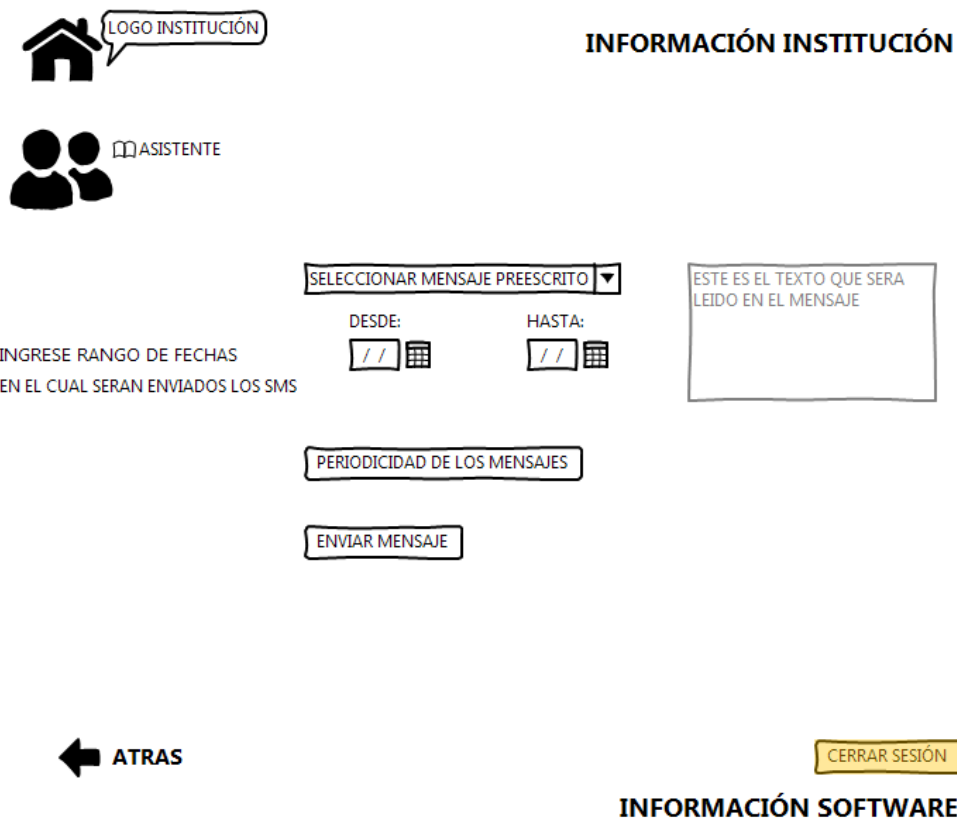 LOGO INSTITUCIÓN
INFORMACIÓN INSTITUCIÓN
ASISTENTE
SELECCIONAR MENSAJE PREESCRITO
ESTE ES EL TEXTO QUE SERA
LEIDO EN EL MENSAJE
DESDE:
HASTA:
INGRESE RANGO DE FECHAS
/ /
/ /
EN EL CUAL SERAN ENVIADOS LOS SMS
PERIODICIDAD DE LOS MENSAJES
ENVIAR MENSAJE
ATRAS
CERRAR SESIÓN
INFORMACIÓN SOFTWARE